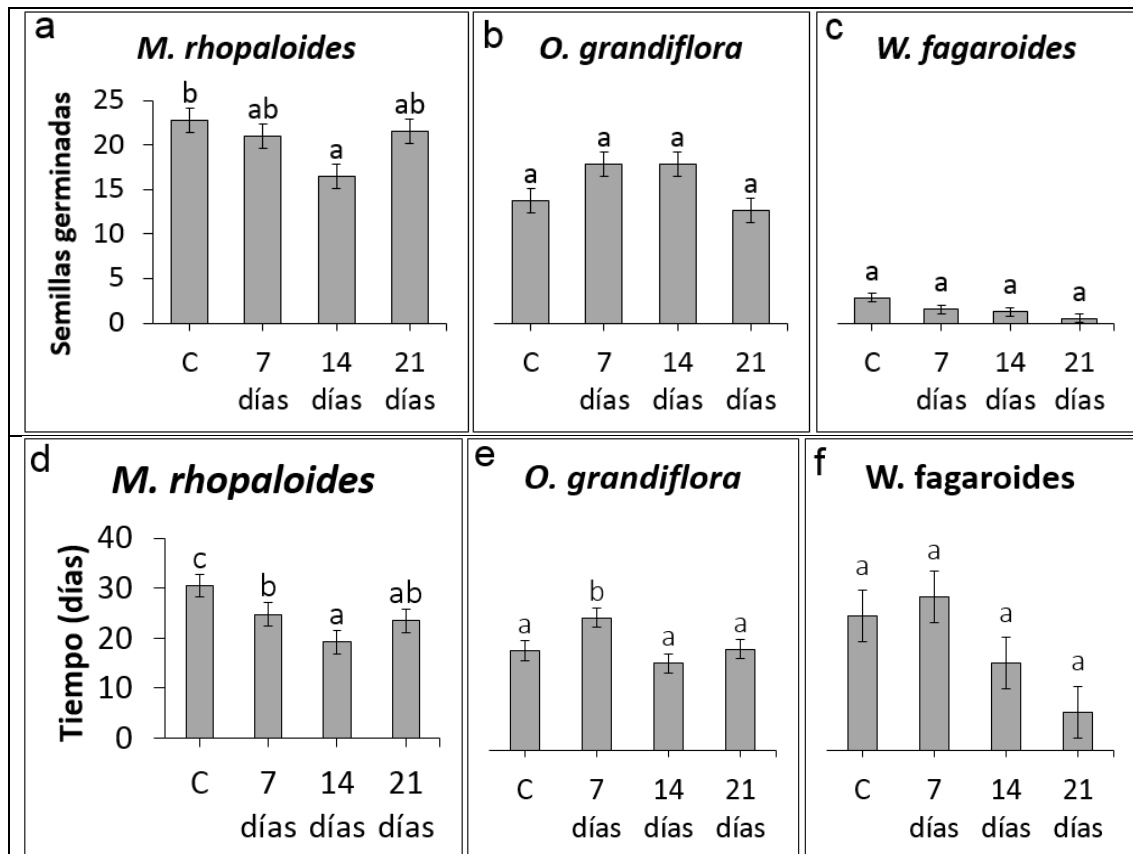 a
M. rhopaloides
Semillas germinadas
25
20
15
10
5
0
b
ab
a
ab
C
7
14
21
días
días
días
b
O. grandiflora
a
a
a
a
C
7
14
21
días
días
días
c
W. fagaroides
a
a
a
a
C
7
14
21
días
días
días
d
M. rhopaloides
Tiempo (días)
40
30
20
10
0
c
b
a
ab
C
7
14
21
días
días
días
e
O. grandiflora
a
b
a
a
C
7
14
21
días
días
días
f
W. fagaroides
a
a
a
a
C
7
14
21
días
días
días